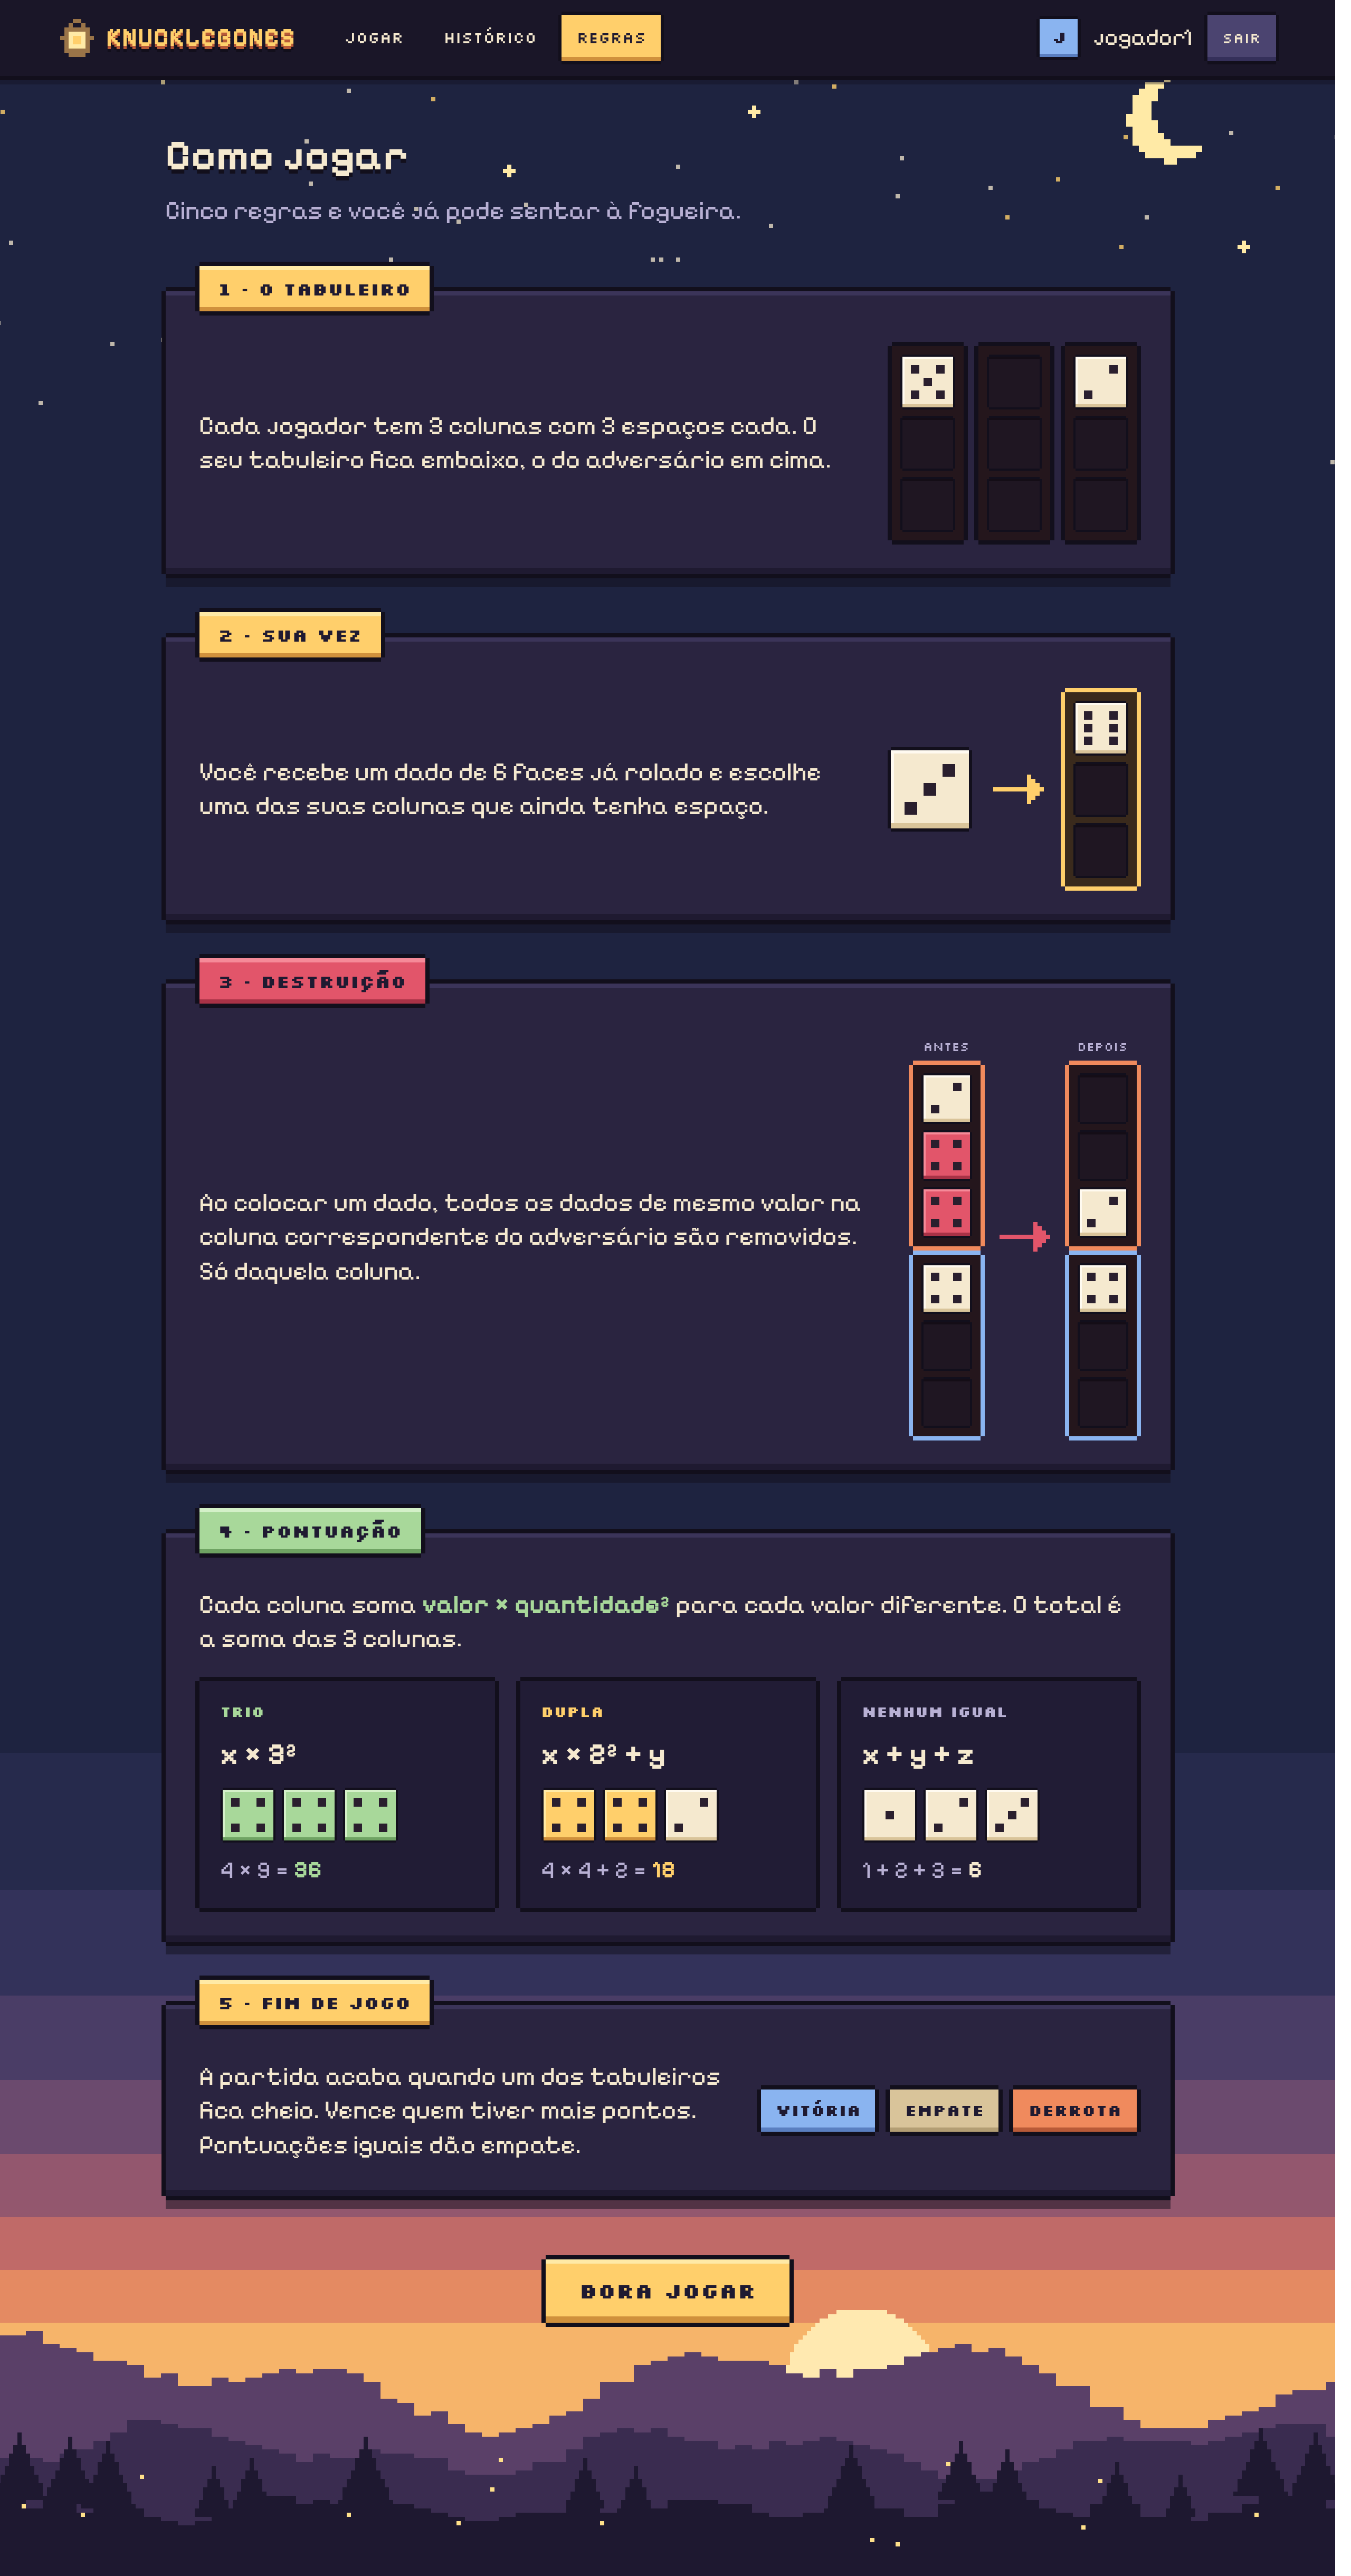 KNUCKLEBONES
JOGAR
HISTÓRICO
REGRAS
J
Jogador1
SAIR
Como Jogar
Cinco regras e você já pode sentar à fogueira.
1 - O TABULEIRO
Cada jogador tem 3 colunas com 3 espaços cada. O
seu tabuleiro fica embaixo, o do adversário em cima.
2 - SUA VEZ
Você recebe um dado de 6 faces já rolado e escolhe
uma das suas colunas que ainda tenha espaço.
3 - DESTRUIÇÃO
ANTES
DEPOIS
Ao colocar um dado, todos os dados de mesmo valor na
coluna correspondente do adversário são removidos.
Só daquela coluna.
4 - PONTUAÇÃO
Cada coluna soma valor × quantidade² para cada valor diferente. O total é
a soma das 3 colunas.
TRIO
x × 3²
4 × 9 = 36
DUPLA
x × 2² + y
4 × 4 + 2 = 18
NENHUM IGUAL
x + y + z
1 + 2 + 3 = 6
5 - FIM DE JOGO
A partida acaba quando um dos tabuleiros
fica cheio. Vence quem tiver mais pontos.
Pontuações iguais dão empate.
VITÓRIA
EMPATE
DERROTA
BORA JOGAR